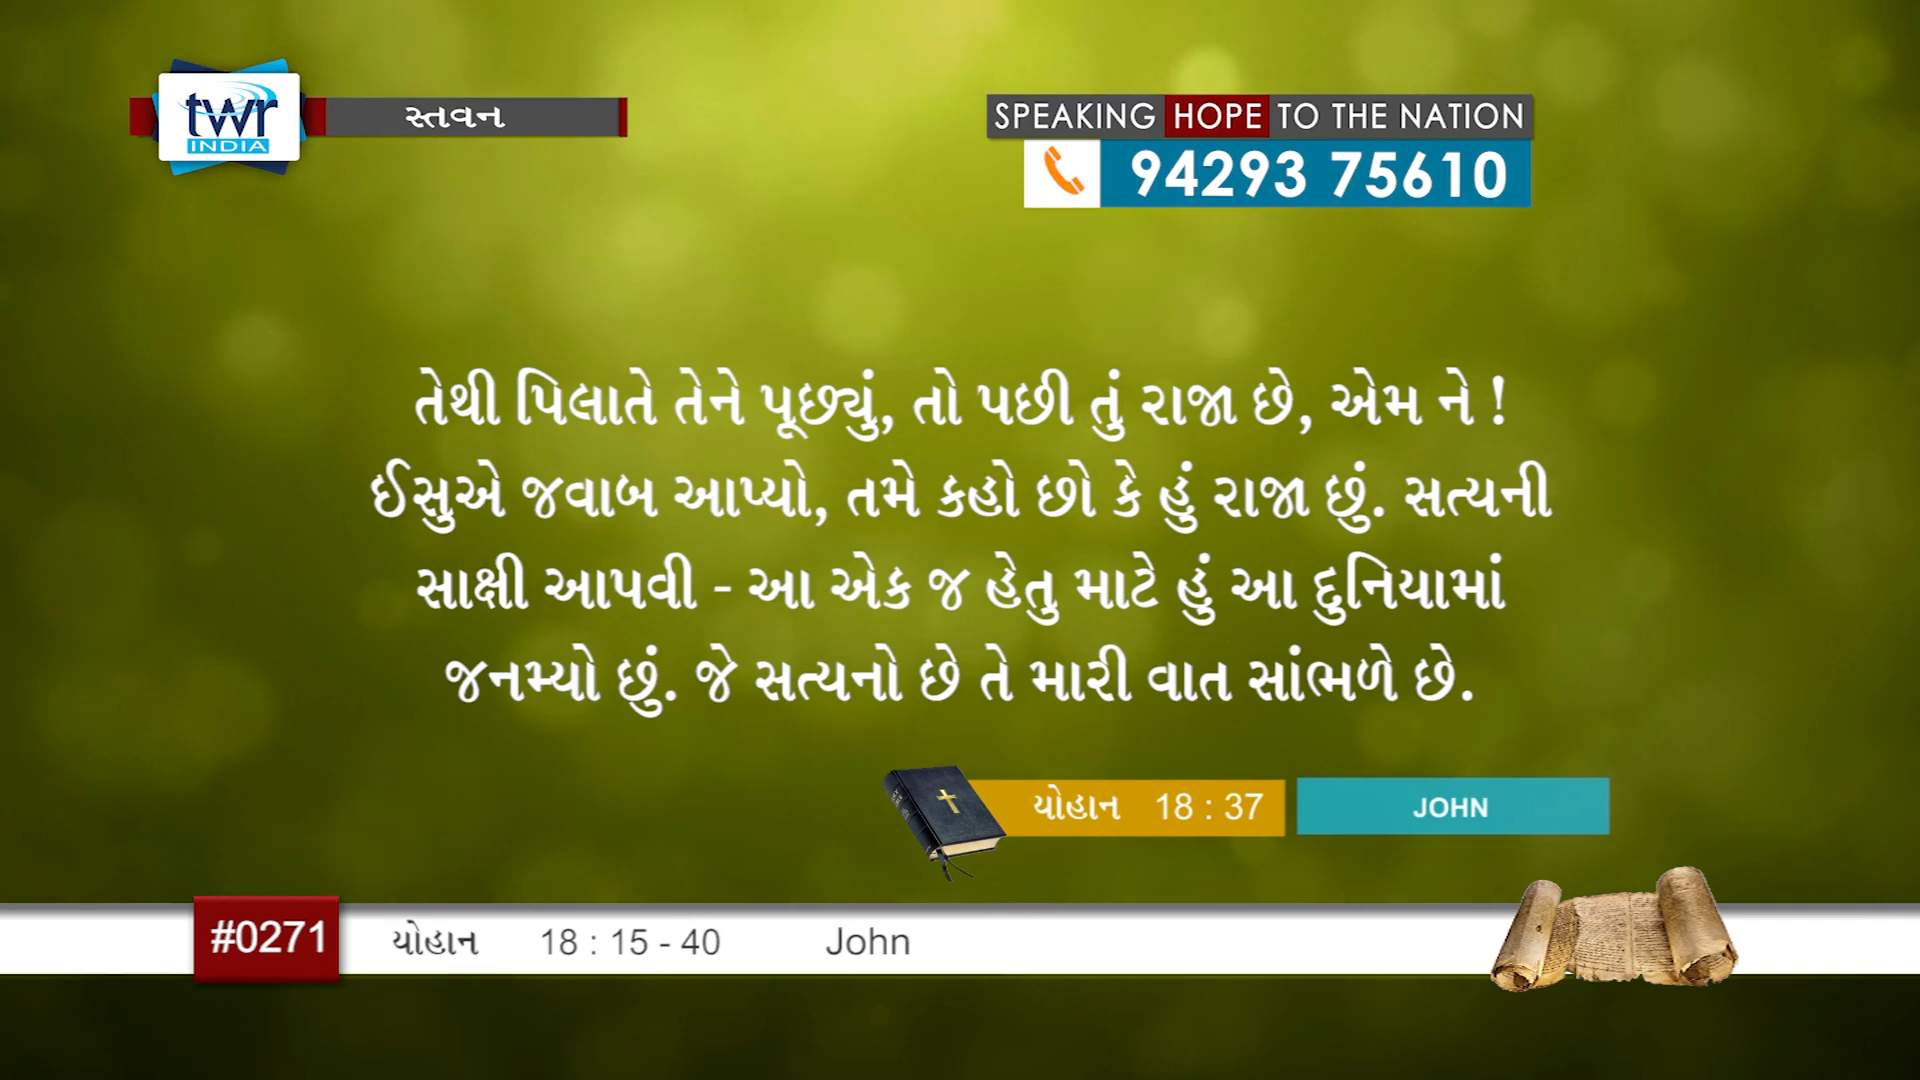 twr
INDIA
સ્તવન
SPEAKING HOPE TO THE NATION
94293 75610
તેથી પિલાતે તેને પૂછ્યું, તો પછી તું રાજા છે, એમ ને !
ઈસુએ જવાબ આપ્યો, તમે કહો છો કે હું રાજા છું. સત્યની
સાક્ષી આપવી - આ એક જ હેતુ માટે હું આ દુનિયામાં
જનમ્યો છું. જે સત્યનો છે તે મારી વાત સાંભળે છે.
યોહાન 18 : 37
JOHN
#0271 યોહાન 18 : 15 - 40 John